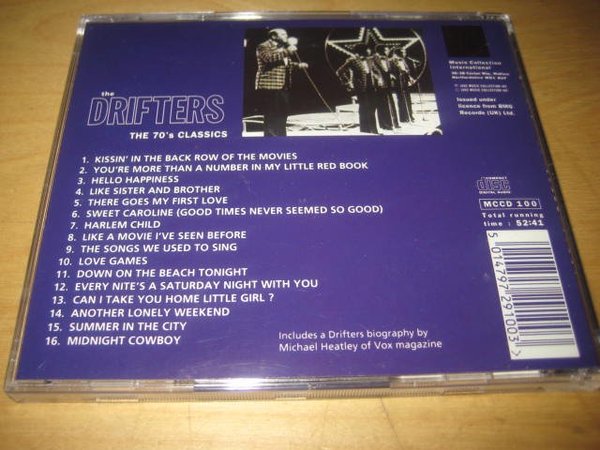 the
DRIFTERS
THE 70's CLASSICS
1. KISSIN' IN THE BACK ROW OF THE MOVIES
2. YOU'RE MORE THAN A NUMBER IN MY LITTLE RED BOOK
3. HELLO HAPPINESS
4. LIKE SISTER AND BROTHER
5. THERE GOES MY FIRST LOVE
6. SWEET CAROLINE (GOOD TIMES NEVER SEEMED SO GOOD)
7. HARLEM CHILD
8. LIKE A MOVIE I'VE SEEN BEFORE
9. THE SONGS WE USED TO SING
10. LOVE GAMES
11. DOWN ON THE BEACH TONIGHT
12. EVERY NITE'S A SATURDAY NIGHT WITH YOU
13. CAN I TAKE YOU HOME LITTLE GIRL ?
14. ANOTHER LONELY WEEKEND
15. SUMMER IN THE CITY
16. MIDNIGHT COWBOY
Includes a Drifters biography by
Michael Heatley of Vox magazine
Music Collection
International
Issued under
licence from BMG
Records (UK) Ltd.
COMPACT
disc
DIGITAL AUDIO
MCCD 100
Total running
time : 52:41
5 014797 291003 >